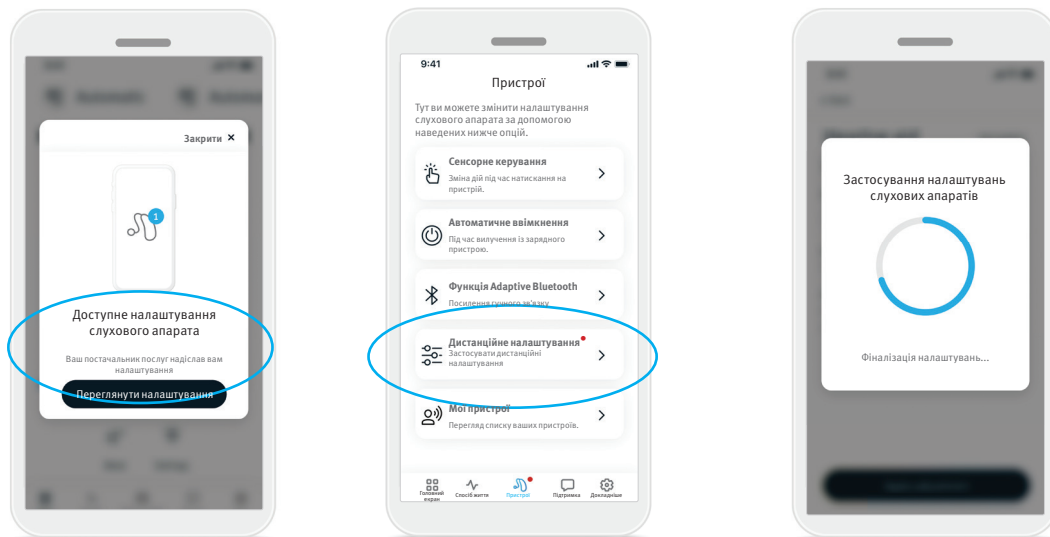 Закрити ×
1
Доступне налаштування
слухового апарата
Ваш постачальник послуг надіслав вам
налаштування
Переглянути налаштування
9:41
Пристрої
Тут ви можете змінити налаштування
слухового апарата за допомогою
наведених нижче опцій.
Сенсорне керування
Зміна дій під час натискання на
пристрій.
Автоматичне ввімкнення
Під час вилучення із зарядного
пристрою.
Функція Adaptive Bluetooth
Посилення гучного зв'язку
Дистанційне налаштування
Застосувати дистанційні
налаштування
Мої пристрої
Перегляд списку ваших пристроїв.
Головний
екран
Спосіб життя
Пристрої
Підтримка
Докладніше
Застосування налаштувань
слухових апаратів
Фіналізація налаштувань...